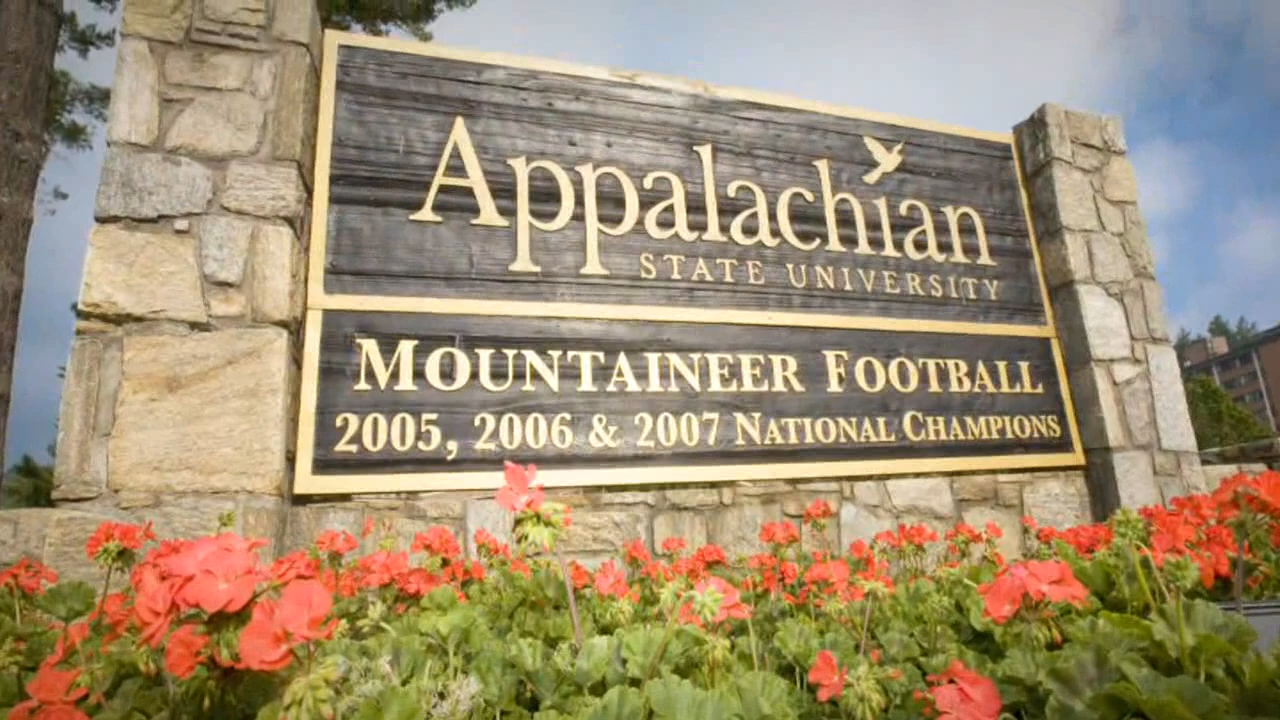 Appalachian
STATE UNIVERSITY
MOUNTAINEER FOOTBALL
2005, 2006 & 2007 NATIONAL CHAMPIONS